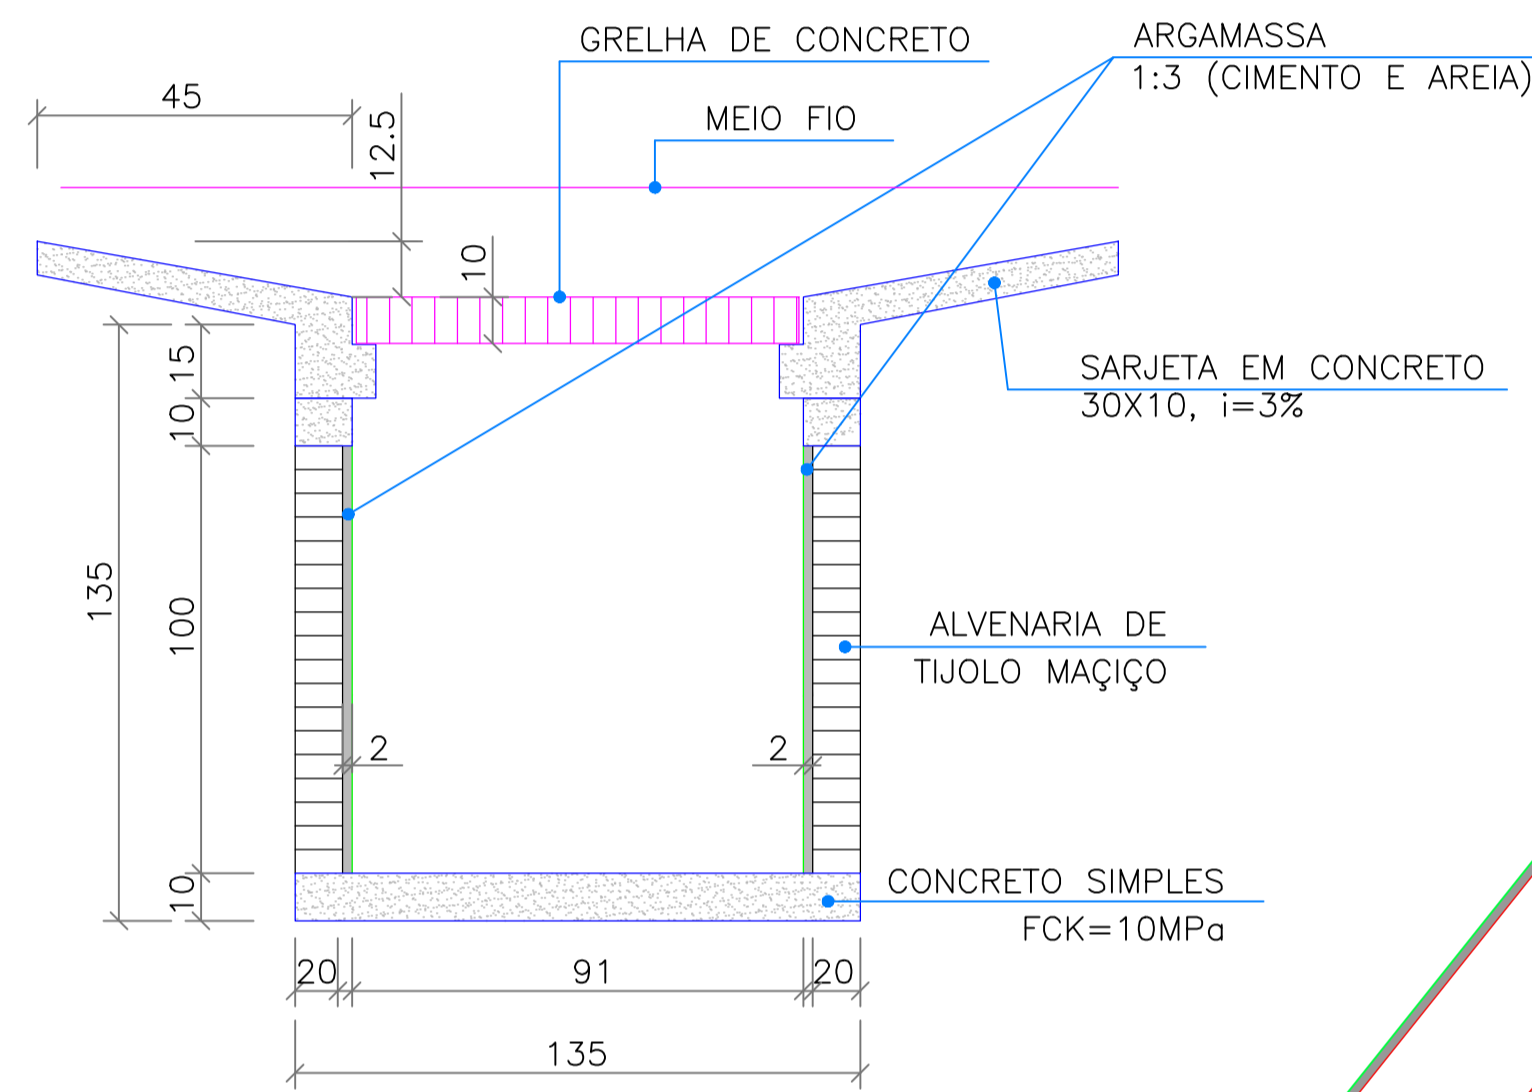 GRELHA DE CONCRETO
ARGAMASSA
1:3 (CIMENTO E AREIA)
45
12.5
MEIO FIO
10
15
10
SARJETA EM CONCRETO
30X10, i=3%
135
100
ALVENARIA DE
TIJOLO MAÇIÇO
2
2
10
CONCRETO SIMPLES
FCK=10MPa
20
91
20
135